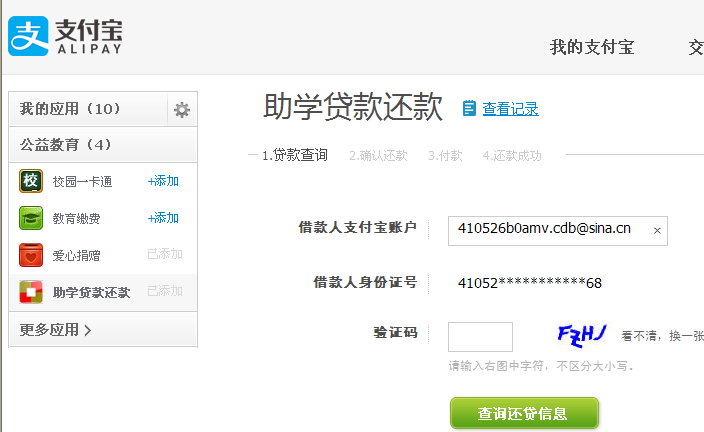 支付宝
ALIPAY
我的支付宝
交
我的应用（10）
公益教育（4）
校 校园一卡通 +添加
教育缴费 +添加
爱心捐赠 已添加
助学贷款还款 已添加
更多应用 >
助学贷款还款 查看记录
1.贷款查询 2.确认还款 3.付款 4.还款成功
借款人支付宝账户 410526b0amv.cdb@sina.cn ×
借款人身份证号 41052***********68
验证码 FZHJ 看不清，换一张
请输入右图中字符，不区分大小写。
查询还贷信息